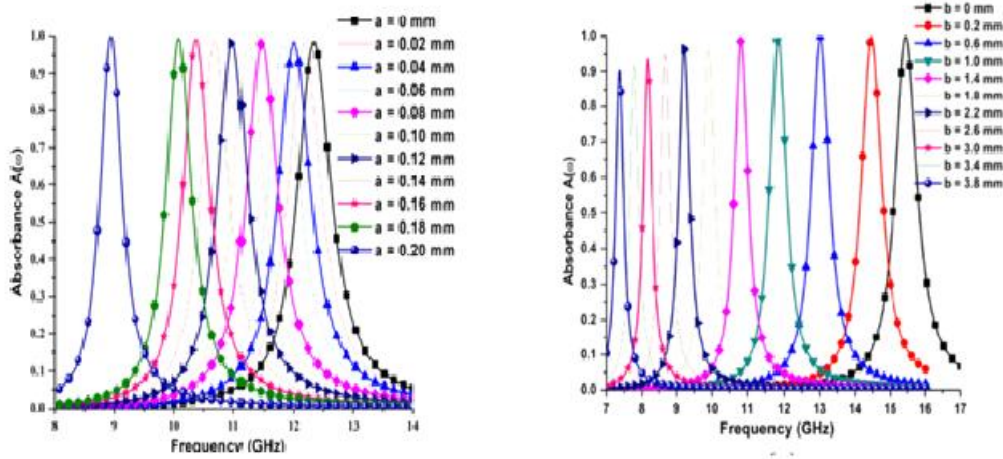 a = 0 mm
a = 0.02 mm
a = 0.04 mm
a = 0.06 mm
a = 0.08 mm
a = 0.10 mm
a = 0.12 mm
a = 0.14 mm
a = 0.16 mm
a = 0.18 mm
a = 0.20 mm
1.0
0.9
0.8
0.7
0.6
0.5
0.4
0.3
0.2
0.1
0.0
Absorbance A(ω)
8 9 10 11 12 13 14
Frequency (GHz)
b = 0 mm
b = 0.2 mm
b = 0.6 mm
b = 1.0 mm
b = 1.4 mm
b = 1.8 mm
b = 2.2 mm
b = 2.6 mm
b = 3.0 mm
b = 3.4 mm
b = 3.8 mm
1.0
0.9
0.8
0.7
0.6
0.5
0.4
0.3
0.2
0.1
0.0
Absorbance A(ω)
7 8 9 10 11 12 13 14 15 16 17
Frequency (GHz)